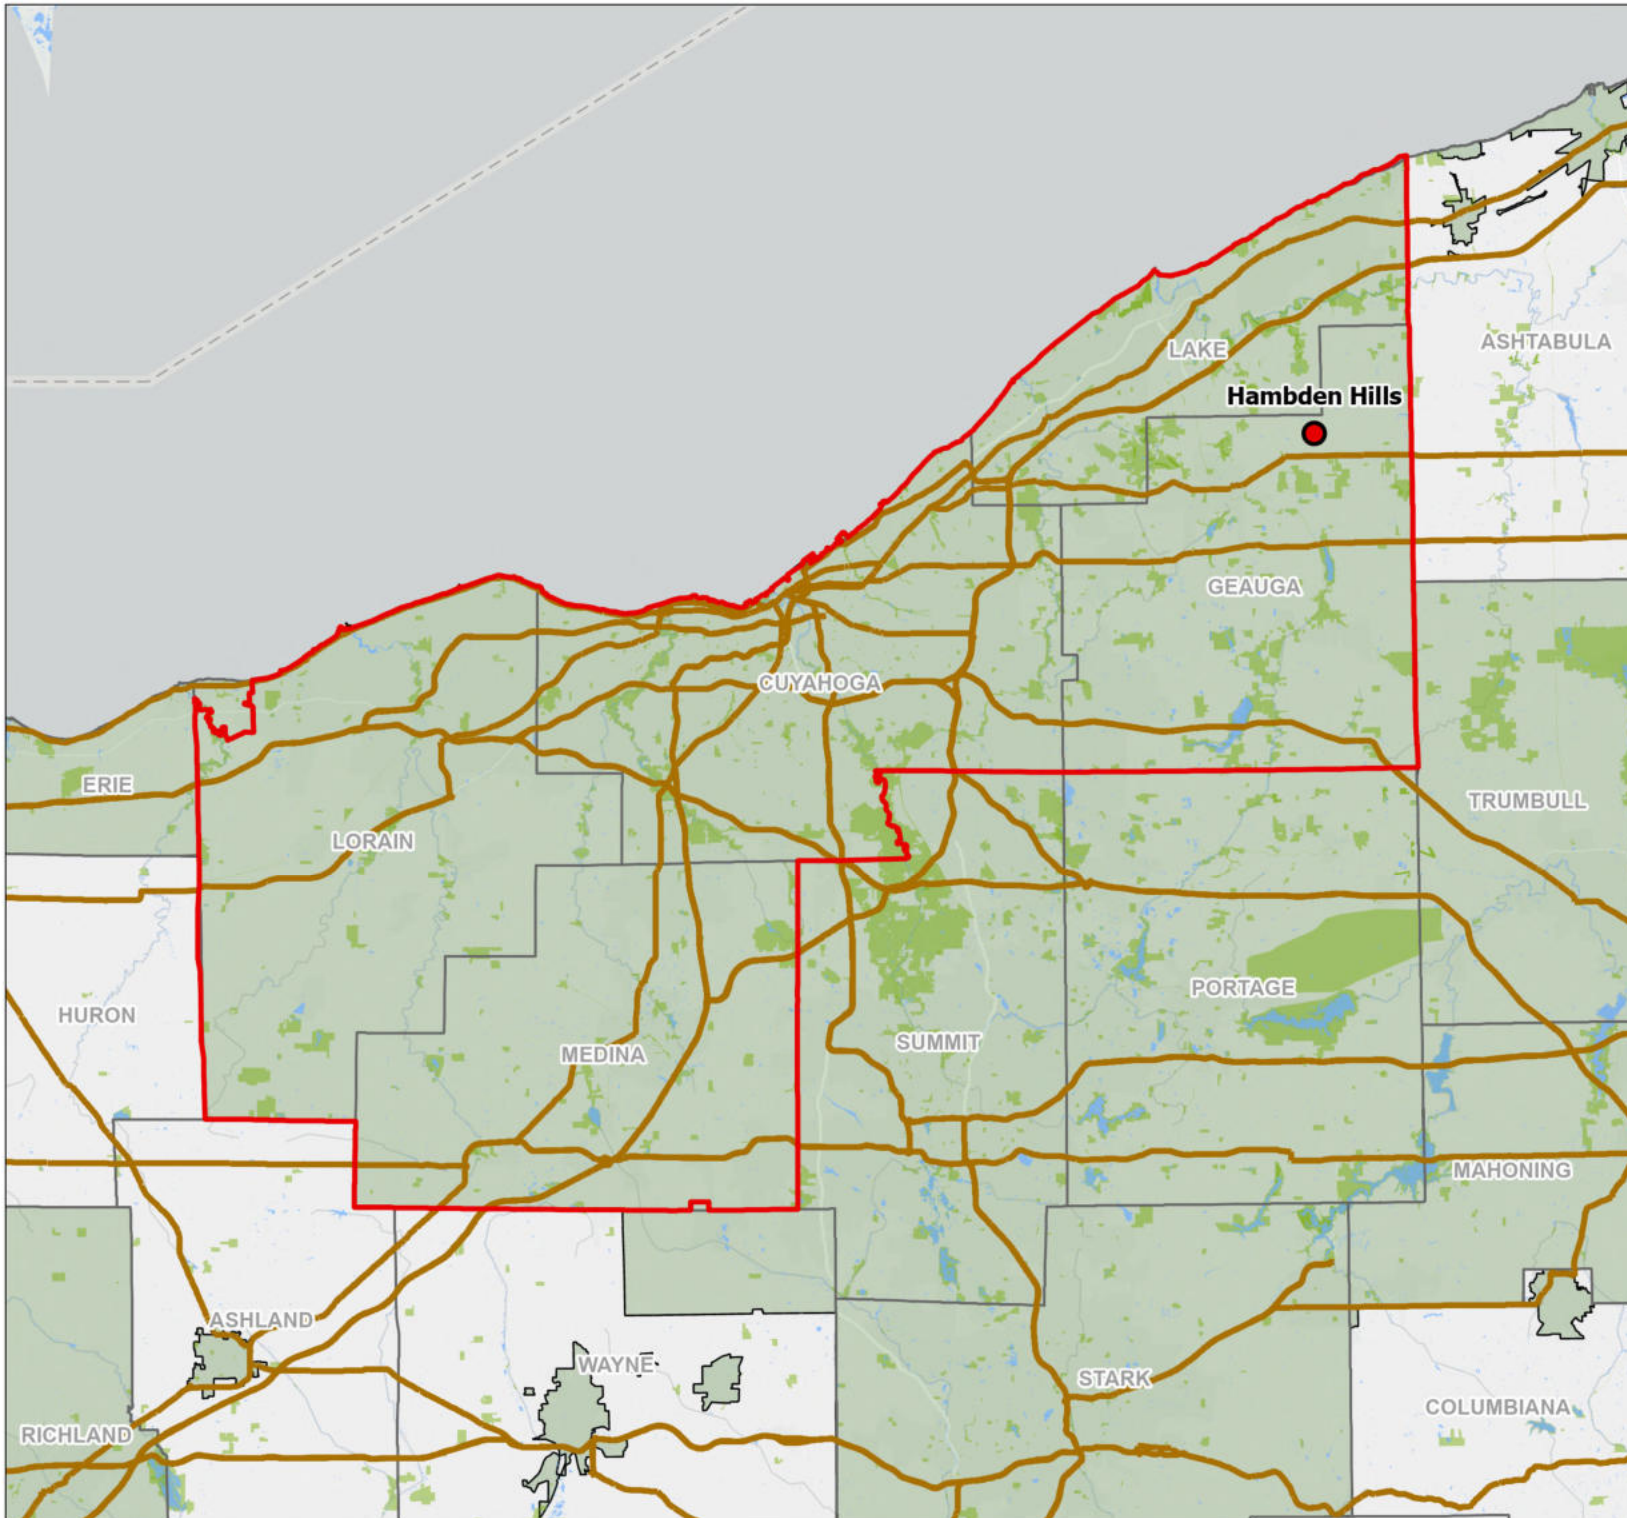 ASHTABULA
LAKE
Hambden Hills
GEAUGA
CUYAHOGA
ERIE
TRUMBULL
LORAIN
PORTAGE
HURON
SUMMIT
MEDINA
MAHONING
ASHLAND
WAYNE
STARK
COLUMBIANA
RICHLAND